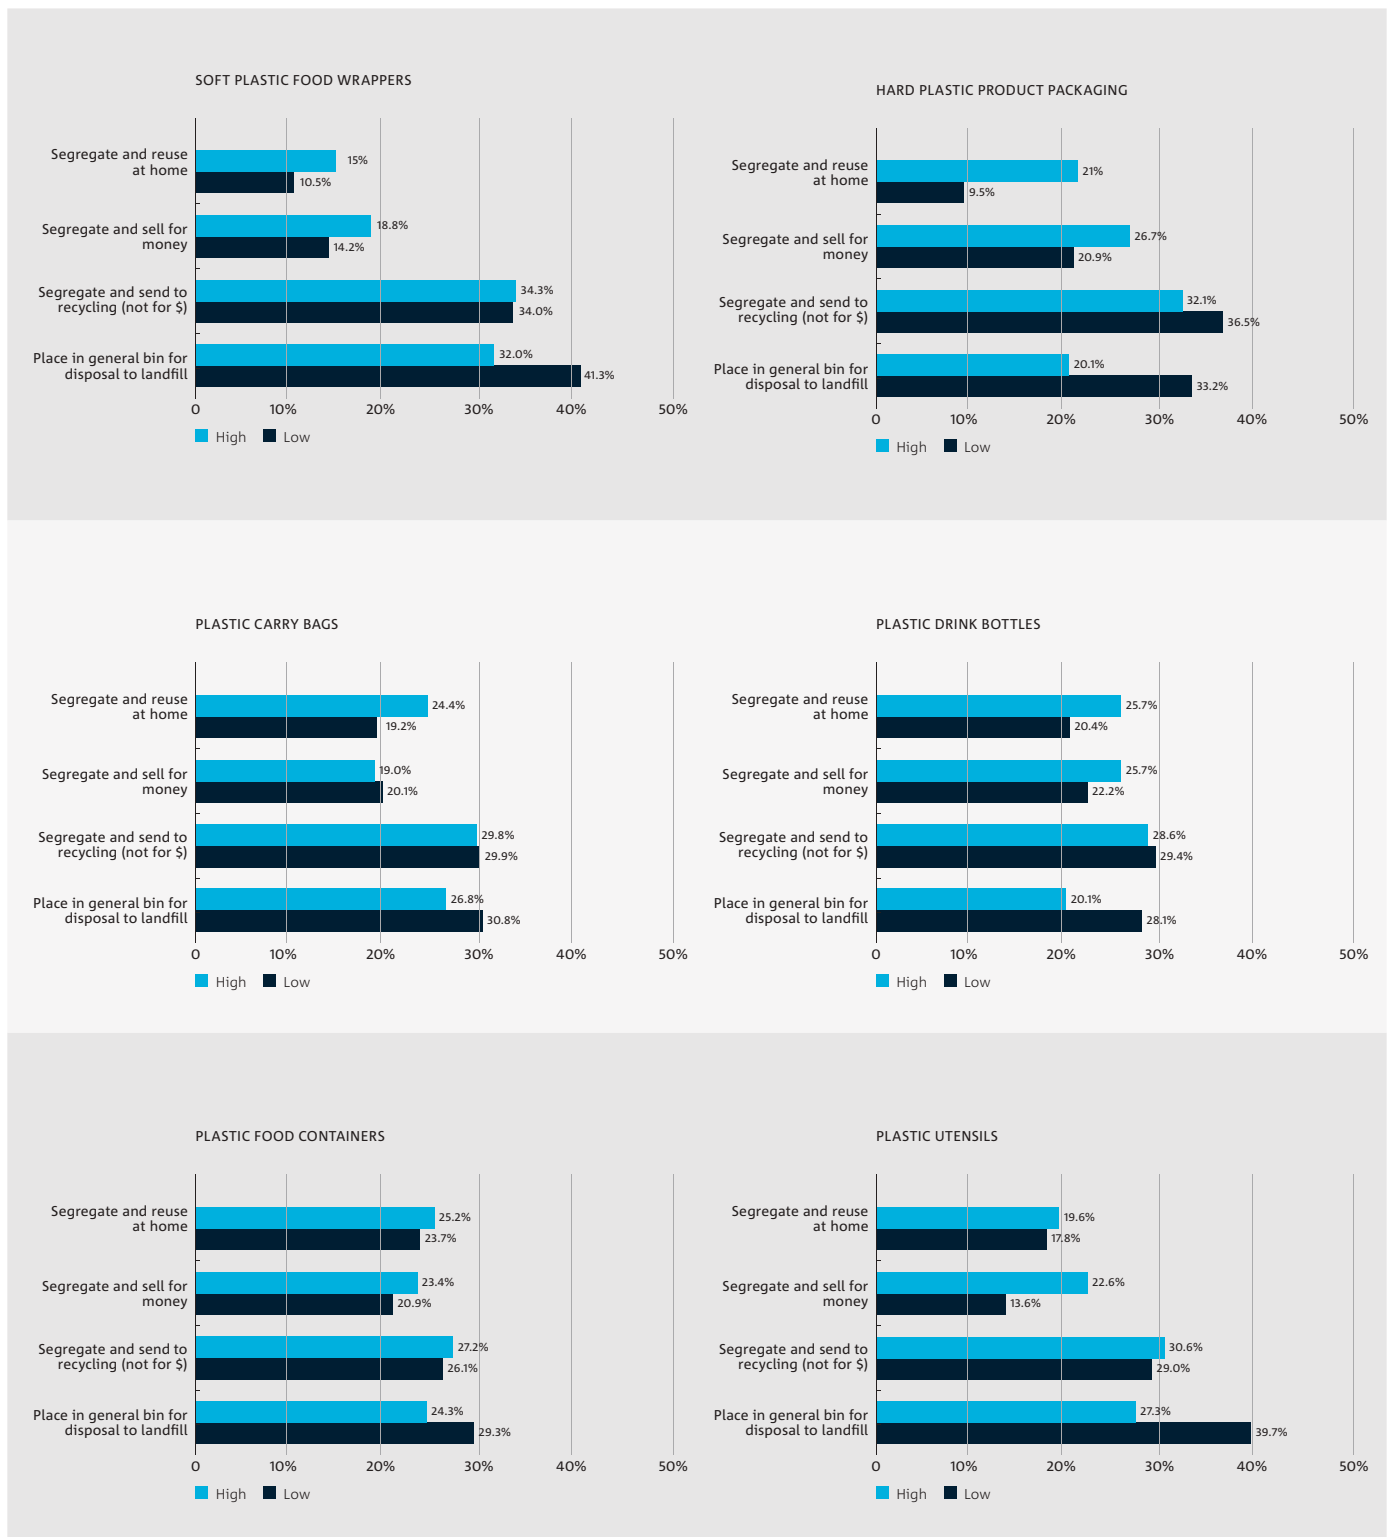 SOFT PLASTIC FOOD WRAPPERS
Segregate and reuse
at home
15%
10.5%
Segregate and sell for
money
18.8%
14.2%
Segregate and send to
recycling (not for $)
34.3%
34.0%
Place in general bin for
disposal to landfill
32.0%
41.3%
0 10% 20% 30% 40% 50%
High Low
HARD PLASTIC PRODUCT PACKAGING
Segregate and reuse
at home
21%
9.5%
Segregate and sell for
money
26.7%
20.9%
Segregate and send to
recycling (not for $)
32.1%
36.5%
Place in general bin for
disposal to landfill
20.1%
33.2%
0 10% 20% 30% 40% 50%
High Low
PLASTIC CARRY BAGS
Segregate and reuse
at home
24.4%
19.2%
Segregate and sell for
money
19.0%
20.1%
Segregate and send to
recycling (not for $)
29.8%
29.9%
Place in general bin for
disposal to landfill
26.8%
30.8%
0 10% 20% 30% 40% 50%
High Low
PLASTIC DRINK BOTTLES
Segregate and reuse
at home
25.7%
20.4%
Segregate and sell for
money
25.7%
22.2%
Segregate and send to
recycling (not for $)
28.6%
29.4%
Place in general bin for
disposal to landfill
20.1%
28.1%
0 10% 20% 30% 40% 50%
High Low
PLASTIC FOOD CONTAINERS
Segregate and reuse
at home
25.2%
23.7%
Segregate and sell for
money
23.4%
20.9%
Segregate and send to
recycling (not for $)
27.2%
26.1%
Place in general bin for
disposal to landfill
24.3%
29.3%
0 10% 20% 30% 40% 50%
High Low
PLASTIC UTENSILS
Segregate and reuse
at home
19.6%
17.8%
Segregate and sell for
money
22.6%
13.6%
Segregate and send to
recycling (not for $)
30.6%
29.0%
Place in general bin for
disposal to landfill
27.3%
39.7%
0 10% 20% 30% 40% 50%
High Low